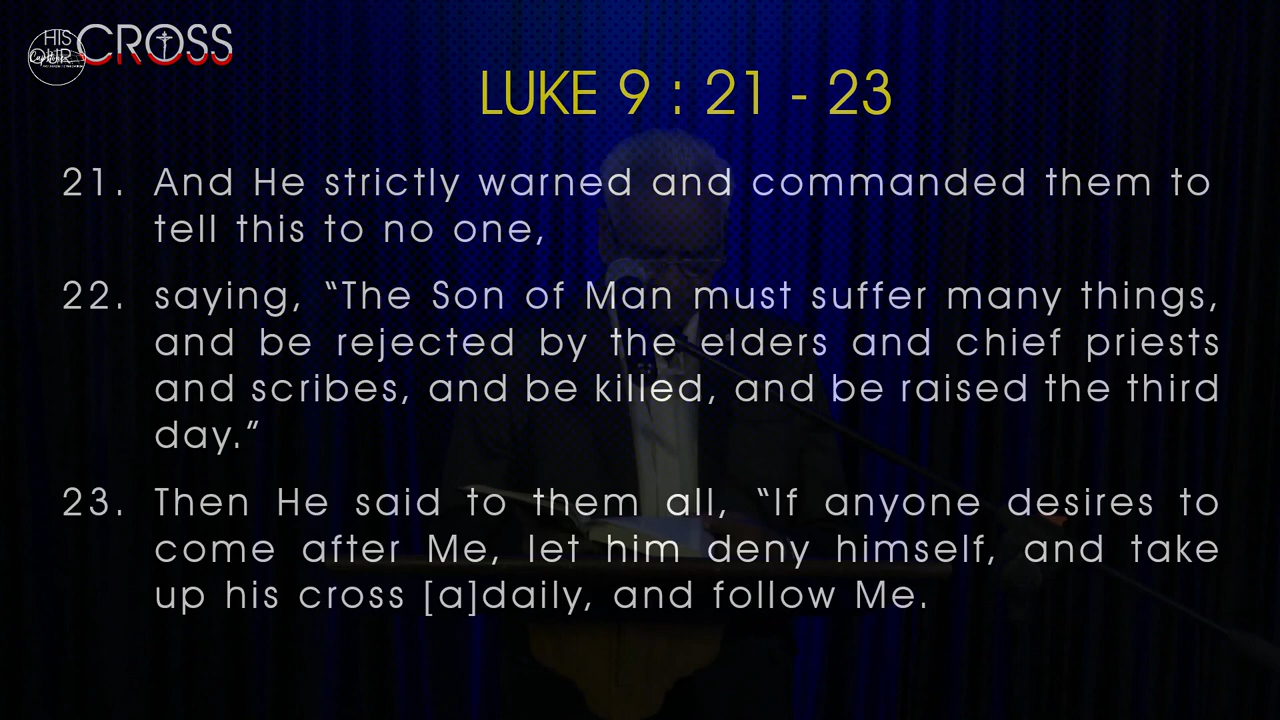 HIS
OUR
CROSS
LUKE 9 : 21 - 23
21. And He strictly warned and commanded them to
tell this to no one,
22. saying, “The Son of Man must suffer many things,
and be rejected by the elders and chief priests
and scribes, and be killed, and be raised the third
day.”
23. Then He said to them all, “If anyone desires to
come after Me, let him deny himself, and take
up his cross [a]daily, and follow Me.